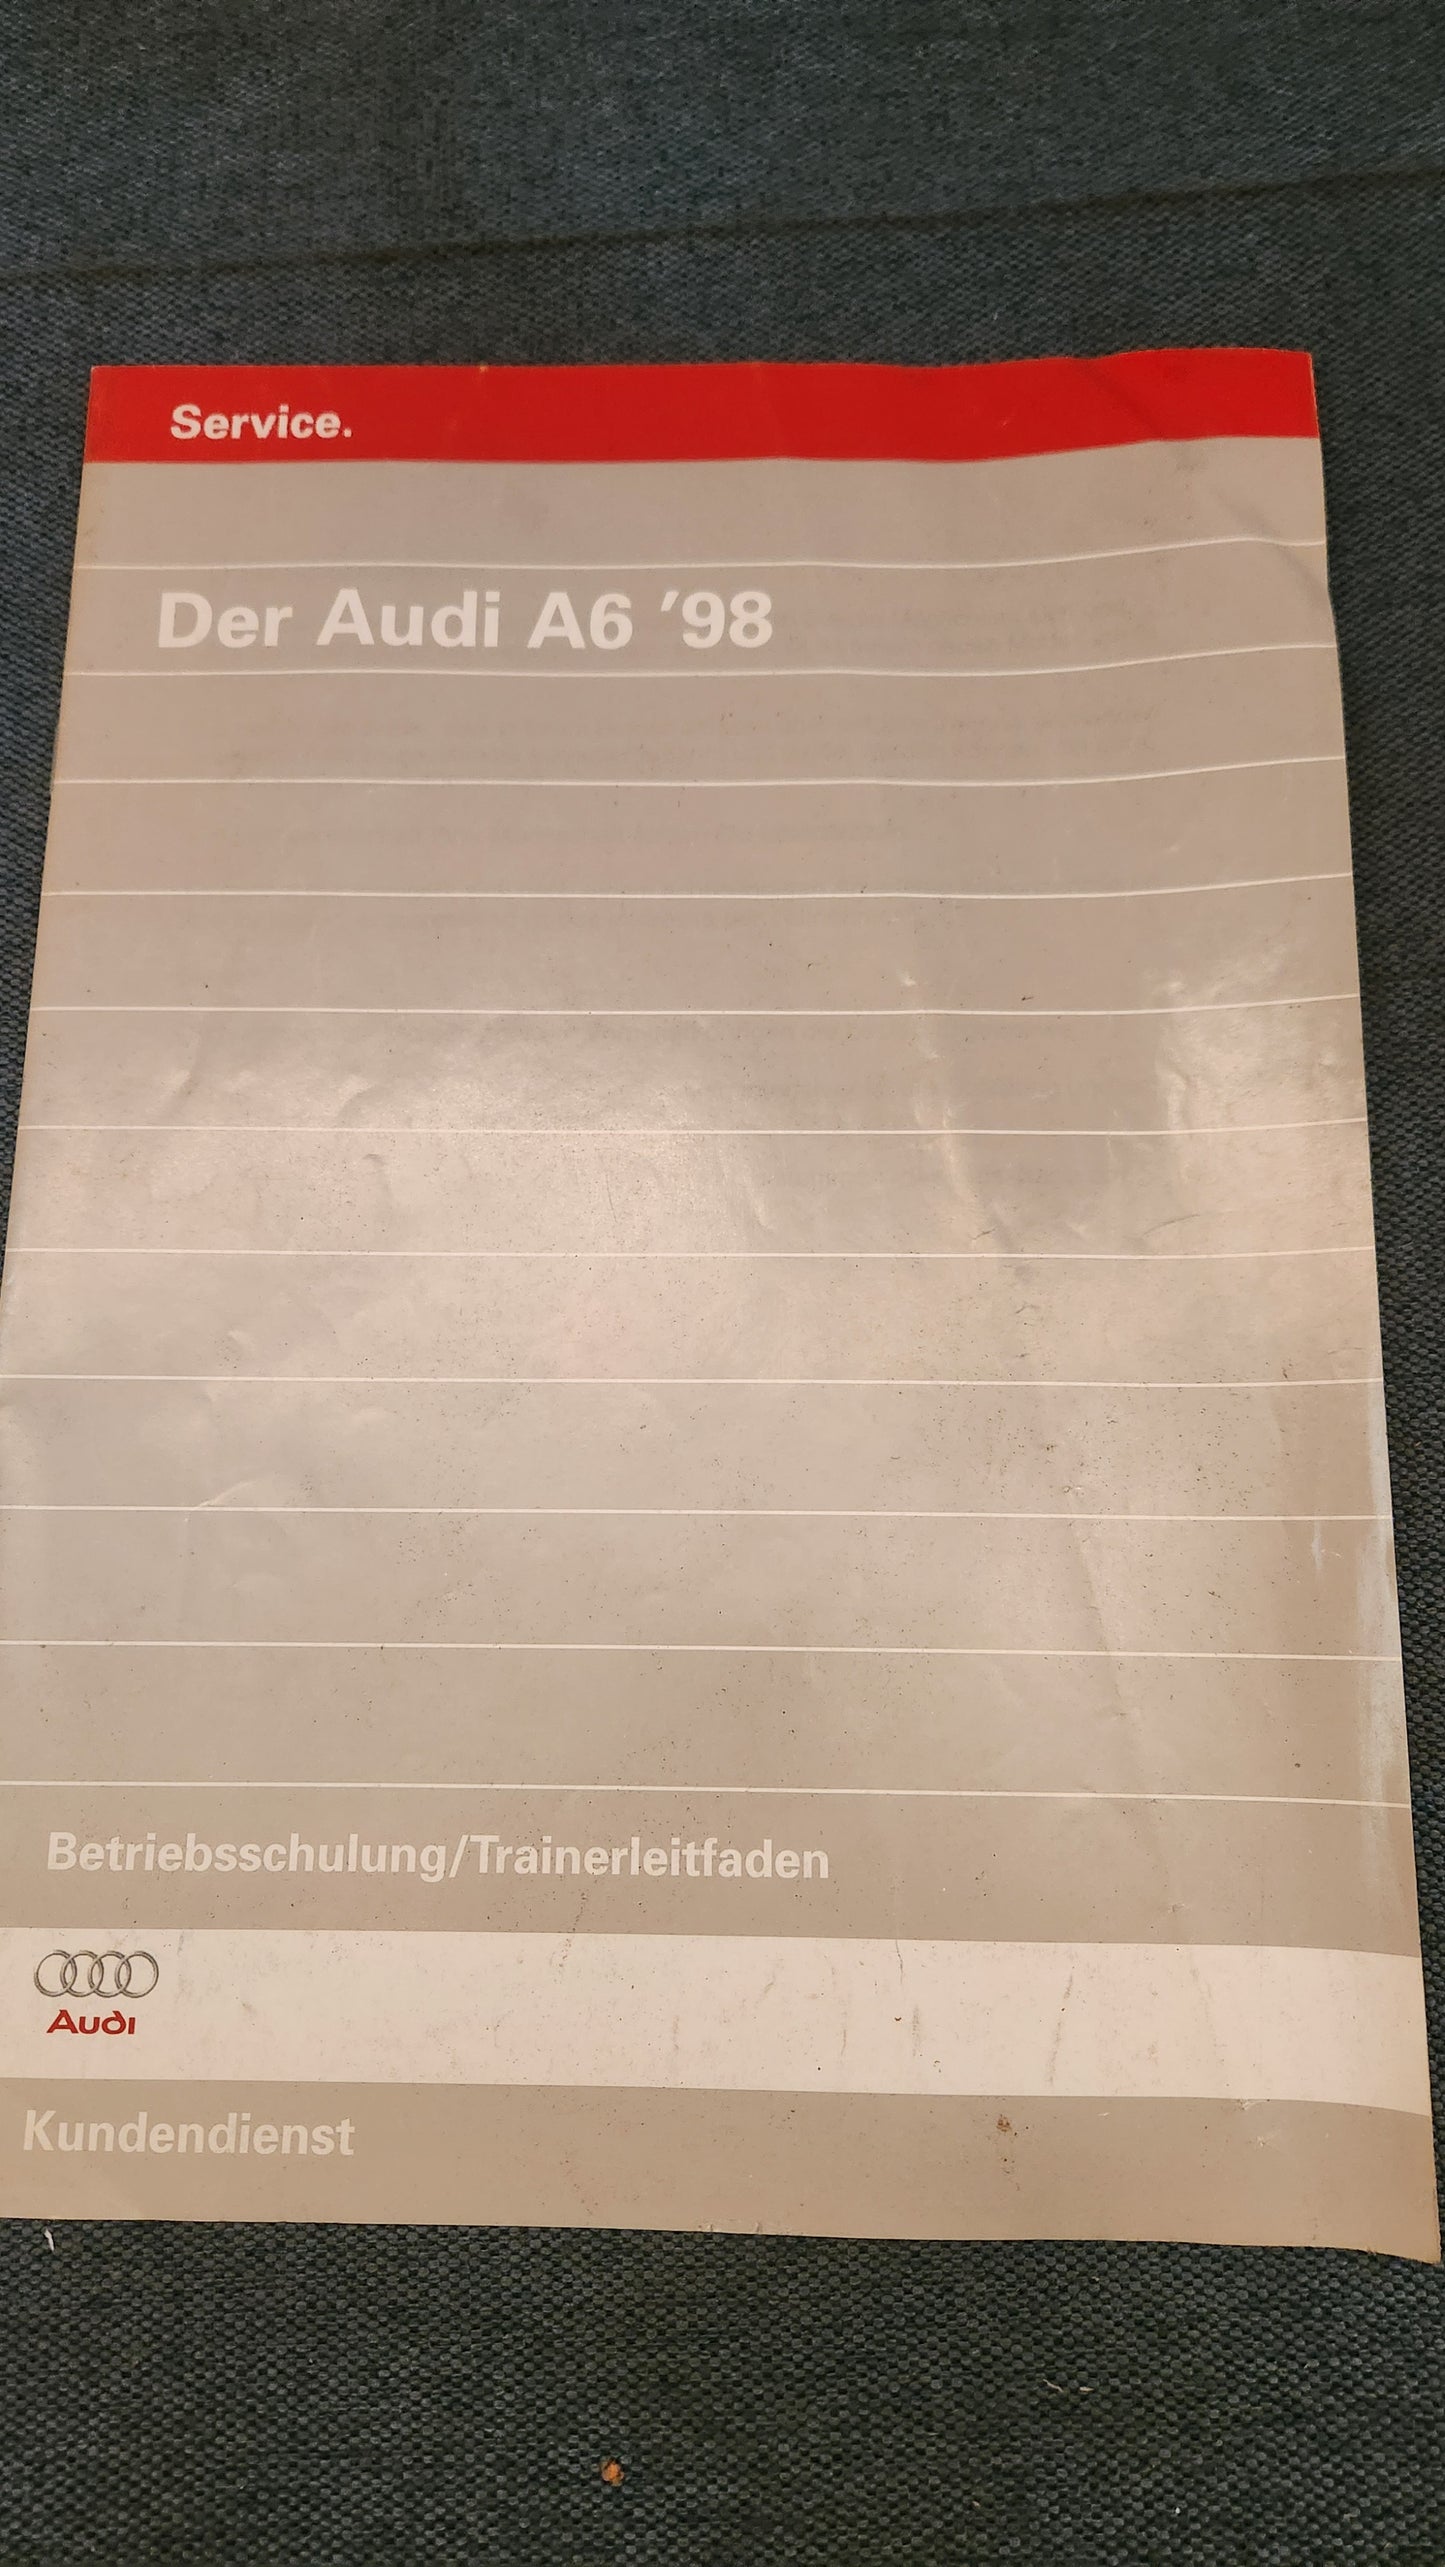 Service.
Der Audi A6 '98
Betriebsschulung/Trainerleitfaden
Audi
Kundendienst